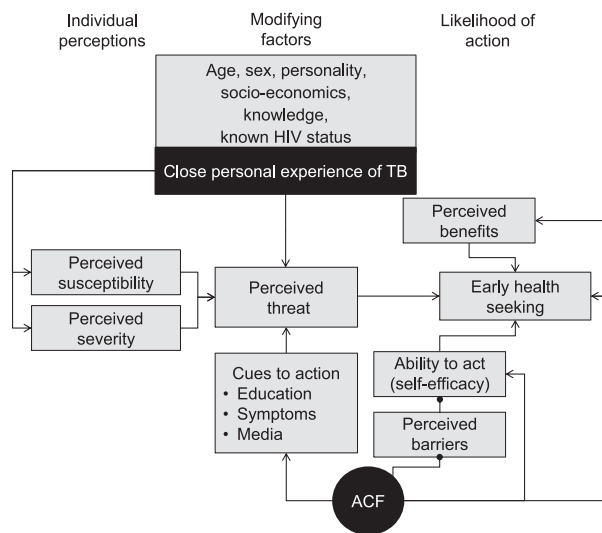 Individual
perceptions
Modifying
factors
Likelihood of
action
Age, sex, personality,
socio-economics,
knowledge,
known HIV status
Close personal experience of TB
Perceived
benefits
Perceived
susceptibility
Perceived
severity
Perceived
threat
Early health
seeking
Cues to action
• Education
• Symptoms
• Media
Ability to act
(self-efficacy)
Perceived
barriers
ACF